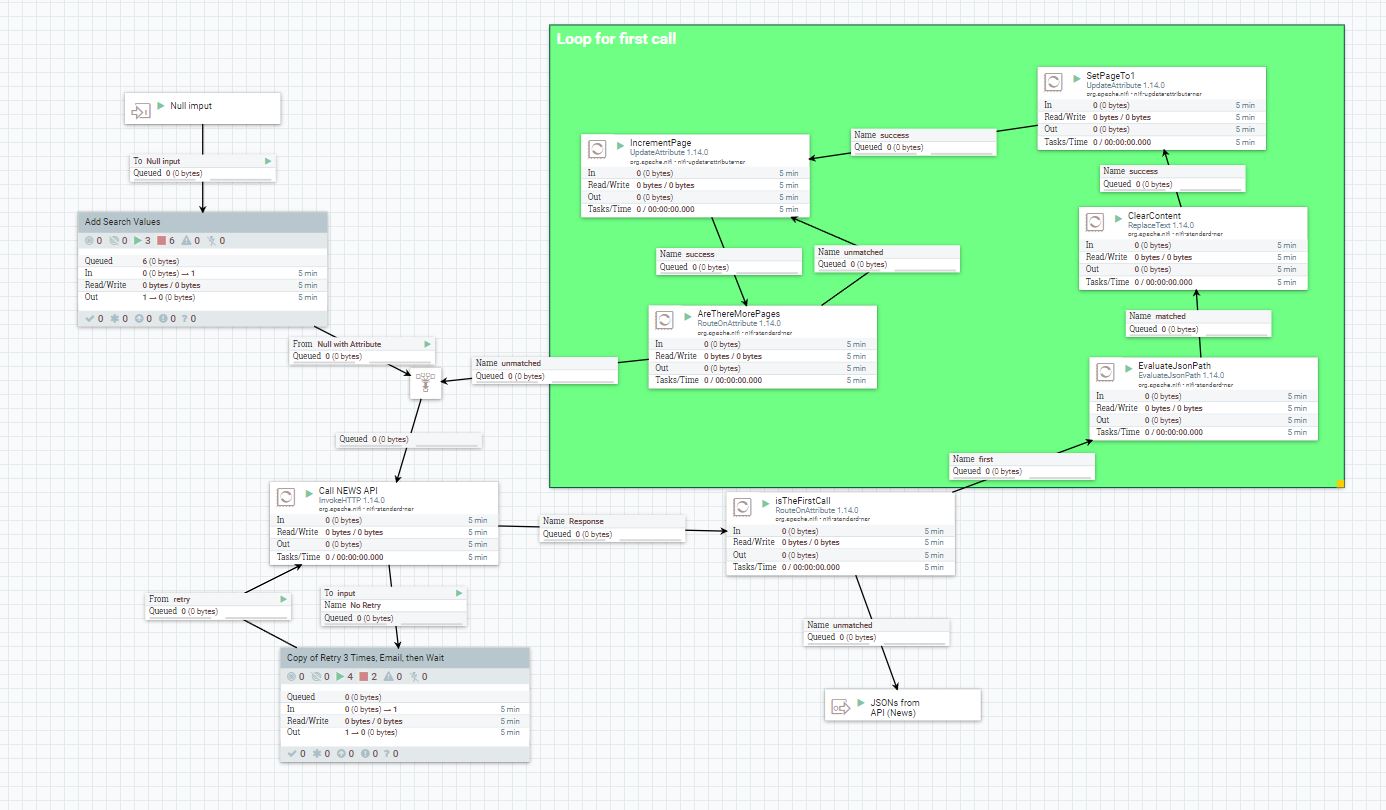 Loop for first call
Null imput
To Null input
Queued 0 (0 bytes)
Add Search Values
0 0 3 6 0 0
Queued 6 (0 bytes)
In 0 (0 bytes) → 1 5 min
Read/Write 0 bytes / 0 bytes 5 min
Out 1 → 0 (0 bytes) 5 min
0 0 0 0 ? 0
From Null with Attribute
Queued 0 (0 bytes)
Queued 0 (0 bytes)
SetPageTo1
UpdateAttribute 1.14.0
org.apache.nifi - nifi-update-attribute-nar
In 0 (0 bytes) 5 min
Read/Write 0 bytes / 0 bytes 5 min
Out 0 (0 bytes) 5 min
Tasks/Time 0 / 00:00:00.000 5 min
Name success
Queued 0 (0 bytes)
IncrementPage
UpdateAttribute 1.14.0
org.apache.nifi - nifi-update-attribute-nar
In 0 (0 bytes) 5 min
Read/Write 0 bytes / 0 bytes 5 min
Out 0 (0 bytes) 5 min
Tasks/Time 0 / 00:00:00.000 5 min
Name success
Queued 0 (0 bytes)
ClearContent
ReplaceText 1.14.0
org.apache.nifi - nifi-standard-nar
In 0 (0 bytes) 5 min
Read/Write 0 bytes / 0 bytes 5 min
Out 0 (0 bytes) 5 min
Tasks/Time 0 / 00:00:00.000 5 min
Name success
Queued 0 (0 bytes)
Name unmatched
Queued 0 (0 bytes)
AreThereMorePages
RouteOnAttribute 1.14.0
org.apache.nifi - nifi-standard-nar
In 0 (0 bytes) 5 min
Read/Write 0 bytes / 0 bytes 5 min
Out 0 (0 bytes) 5 min
Tasks/Time 0 / 00:00:00.000 5 min
Name unmatched
Queued 0 (0 bytes)
Name matched
Queued 0 (0 bytes)
EvaluateJsonPath
EvaluateJsonPath 1.14.0
org.apache.nifi - nifi-standard-nar
In 0 (0 bytes) 5 min
Read/Write 0 bytes / 0 bytes 5 min
Out 0 (0 bytes) 5 min
Tasks/Time 0 / 00:00:00.000 5 min
Name first
Queued 0 (0 bytes)
Call NEWS API
InvokeHTTP 1.14.0
org.apache.nifi - nifi-standard-nar
In 0 (0 bytes) 5 min
Read/Write 0 bytes / 0 bytes 5 min
Out 0 (0 bytes) 5 min
Tasks/Time 0 / 00:00:00.000 5 min
Name Response
Queued 0 (0 bytes)
isTheFirstCall
RouteOnAttribute 1.14.0
org.apache.nifi - nifi-standard-nar
In 0 (0 bytes) 5 min
Read/Write 0 bytes / 0 bytes 5 min
Out 0 (0 bytes) 5 min
Tasks/Time 0 / 00:00:00.000 5 min
From retry
Queued 0 (0 bytes)
To input
Name No Retry
Queued 0 (0 bytes)
Name unmatched
Queued 0 (0 bytes)
Copy of Retry 3 Times, Email, then Wait
0 0 4 2 0 0
Queued 0 (0 bytes)
In 0 (0 bytes) → 1 5 min
Read/Write 0 bytes / 0 bytes 5 min
Out 1 → 0 (0 bytes) 5 min
0 0 0 0 ? 0
JSONs from
API (News)